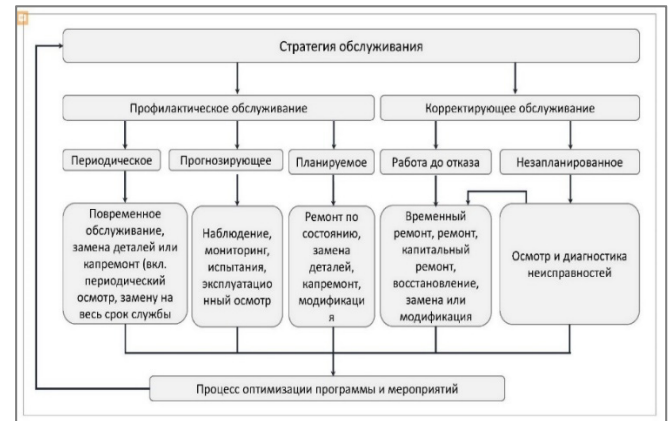 Стратегия обслуживания
Профилактическое обслуживание
Корректирующее обслуживание
Периодическое
Прогнозирующее
Планируемое
Работа до отказа
Незапланированное
Повременное
обслуживание,
замена деталей или
капремонт (вкл.
периодический
осмотр, замену на
весь срок службы
Наблюдение,
мониторинг,
испытания,
эксплуатацио
нный осмотр
Ремонт по
состоянию,
замена
деталей,
капремонт,
модификаци
я
Временный
ремонт, ремонт,
капитальный
ремонт,
восстановление,
замена или
модификация
Осмотр и диагностика
неисправностей
Процесс оптимизации программы и мероприятий